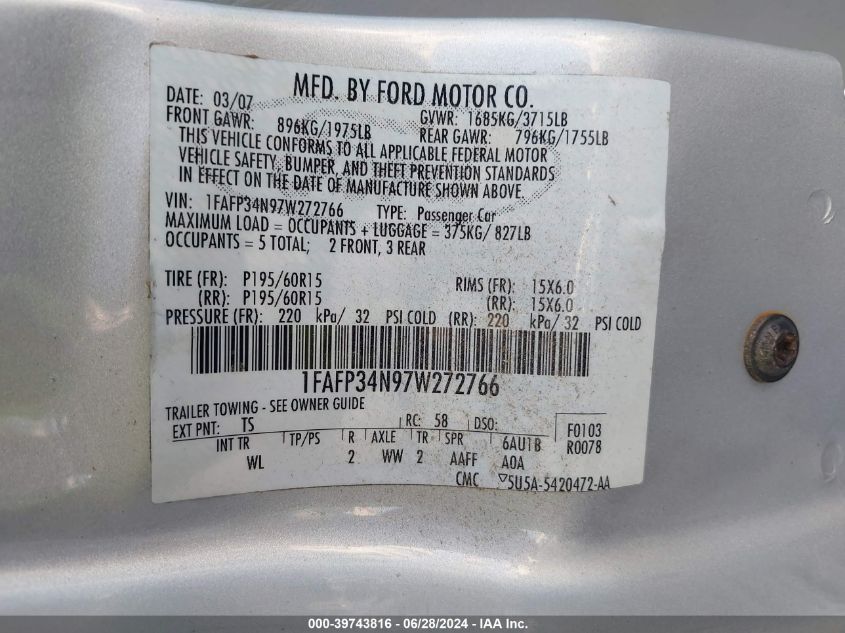 MFD. BY FORD MOTOR CO.
DATE: 03/07 GVWR: 1685KG/3715LB
FRONT GAWR: 896KG/1975LB REAR GAWR: 796KG/1755LB
THIS VEHICLE CONFORMS TO ALL APPLICABLE FEDERAL MOTOR
VEHICLE SAFETY, BUMPER, AND THEFT PREVENTION STANDARDS
IN EFFECT ON THE DATE OF MANUFACTURE SHOWN ABOVE.
VIN: 1FAFP34N97W272766 TYPE: Passenger Car
MAXIMUM LOAD = OCCUPANTS + LUGGAGE = 375KG/ 827LB
OCCUPANTS = 5 TOTAL; 2 FRONT, 3 REAR
TIRE (FR): P195/60R15 RIMS (FR): 15X6.0
(RR): P195/60R15 (RR): 15X6.0
PRESSURE (FR): 220 kPa/ 32 PSI COLD (RR): 220 kPa/ 32 PSI COLD
1FAFP34N97W272766
TRAILER TOWING - SEE OWNER GUIDE
EXT PNT: TS RC: 58 DSO: F0103
INT TR TP/PS R AXLE TR SPR 6AU1B R0078
WL 2 WW 2 AAFF A0A
CMC ▽5U5A-5420472-AA
000-39743816 - 06/28/2024 - IAA Inc.